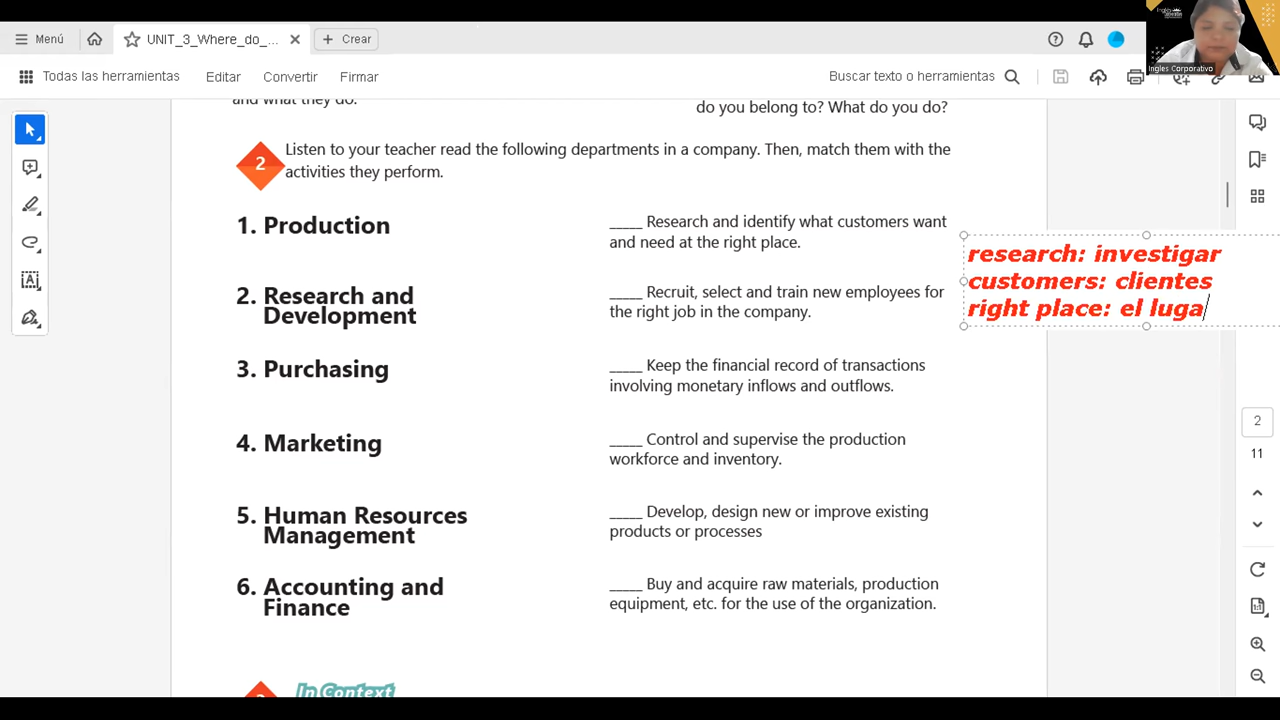 Menú
UNIT_3_Where_do_...
Crear
Ingles Corporativo
Todas las herramientas
Editar
Convertir
Firmar
Buscar texto o herramientas
and what they do.
do you belong to? What do you do?
2
Listen to your teacher read the following departments in a company. Then, match them with the
activities they perform.
1. Production
_____ Research and identify what customers want
and need at the right place.
research: investigar
customers: clientes
right place: el luga
2. Research and
Development
_____ Recruit, select and train new employees for
the right job in the company.
3. Purchasing
_____ Keep the financial record of transactions
involving monetary inflows and outflows.
4. Marketing
_____ Control and supervise the production
workforce and inventory.
5. Human Resources
Management
_____ Develop, design new or improve existing
products or processes
6. Accounting and
Finance
_____ Buy and acquire raw materials, production
equipment, etc. for the use of the organization.
In Context
2
11